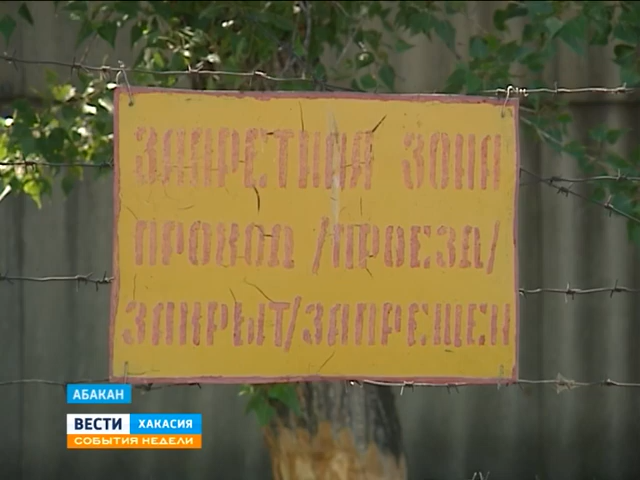 ЗАПРЕТНАЯ ЗОНА
ПРОХОД /ПРОЕЗД/
ЗАКРЫТ/ЗАПРЕЩЕН
АБАКАН
ВЕСТИ ХАКАСИЯ
СОБЫТИЯ НЕДЕЛИ